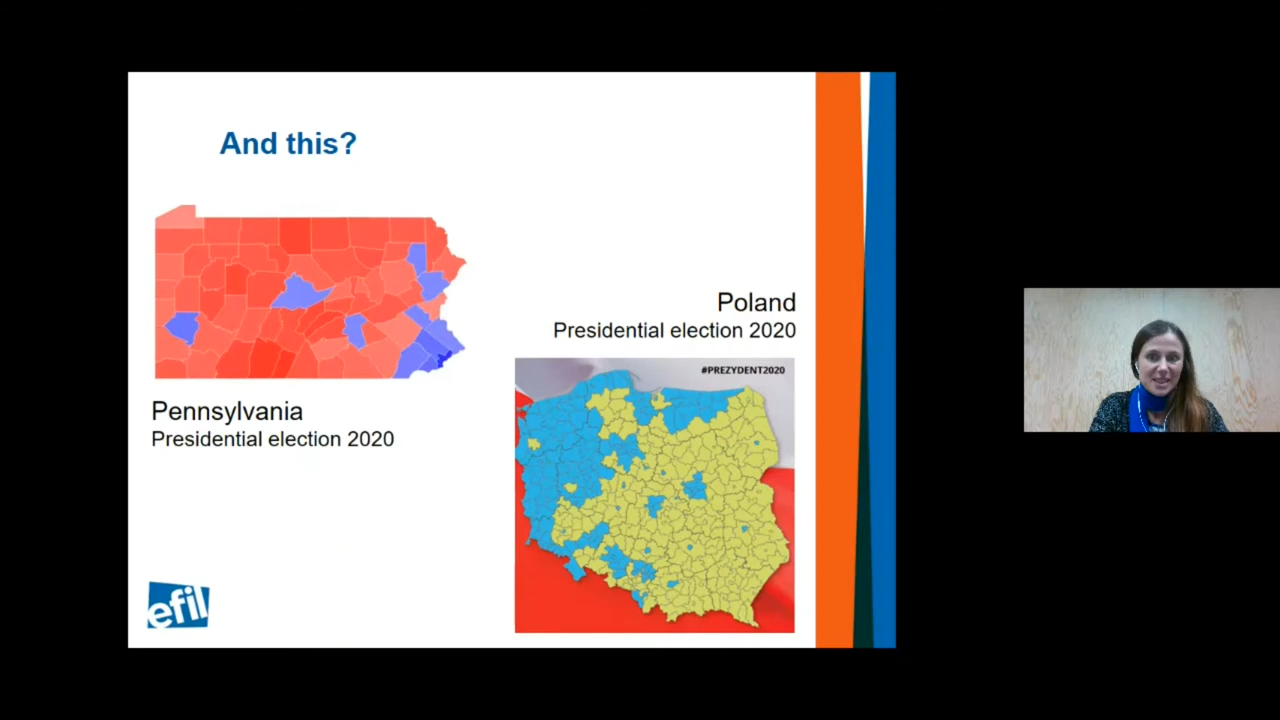 And this?
Pennsylvania
Presidential election 2020
Poland
Presidential election 2020
#PREZYDENT2020
efil